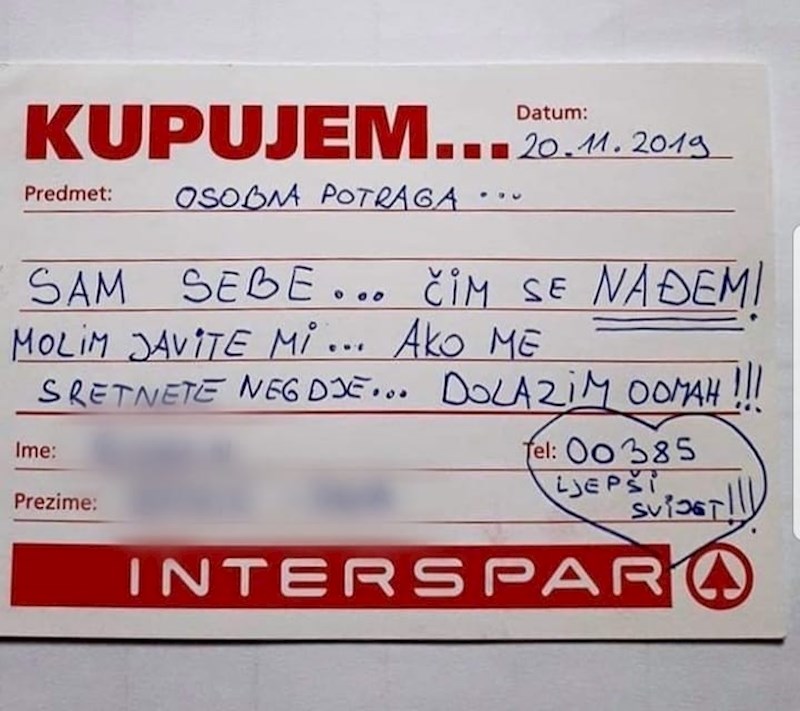 KUPUJEM...
Datum:
20.11.2019
Predmet: OSOBNA POTRAGA ...
SAM SEBE... ČIM SE NAĐEM!
MOLIM JAVITE MI... AKO ME
SRETNETE NEGDJE... DOLAZIM ODMAH!!!
Ime:
Tel: 00385
LJEPŠI
SVIJET!!!
Prezime:
INTERSPAR